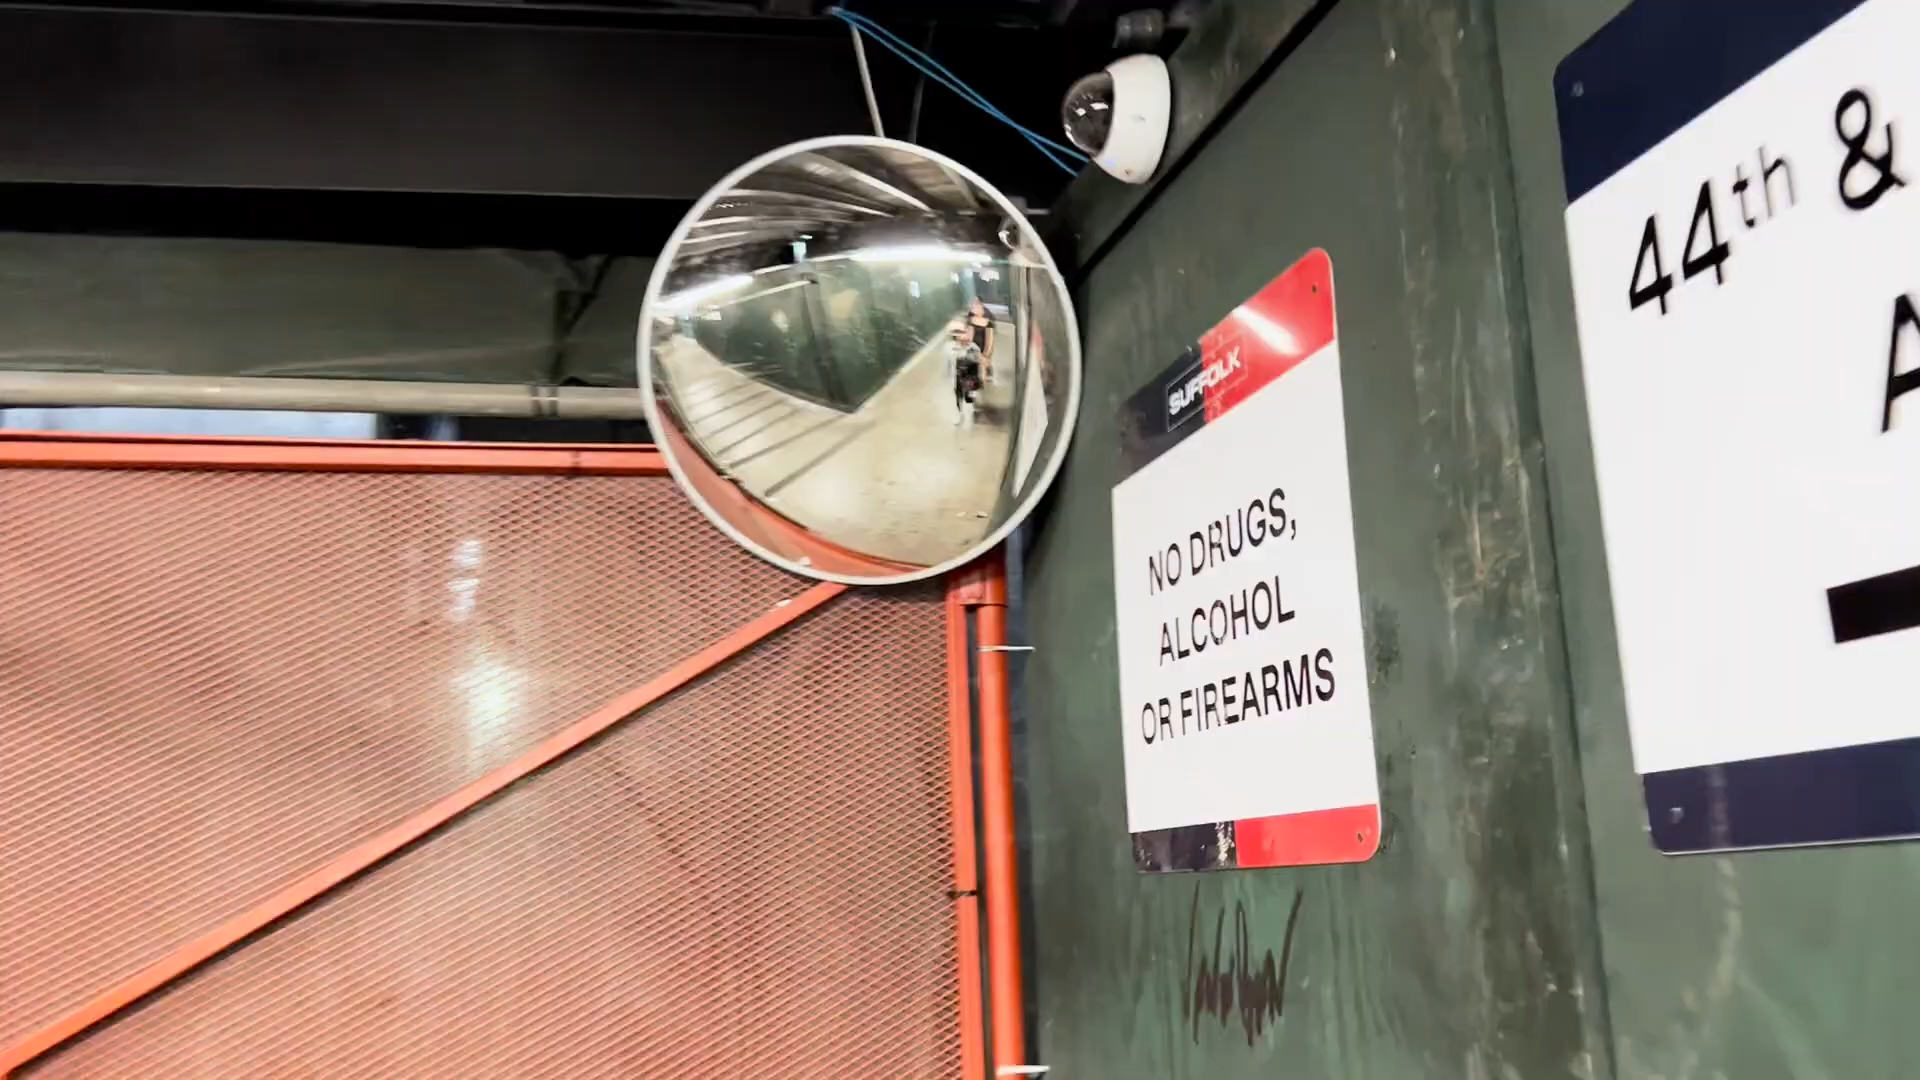 SUFFOLK
NO DRUGS,
ALCOHOL
OR FIREARMS
44th &
A